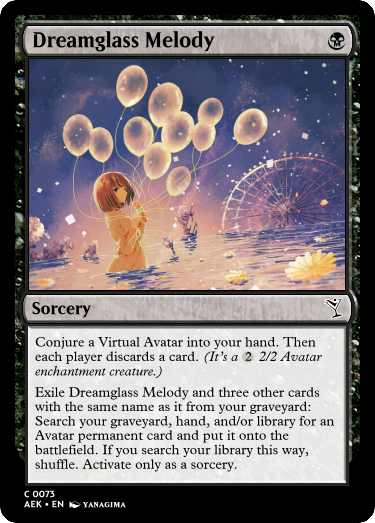 Dreamglass Melody
Sorcery
Conjure a Virtual Avatar into your hand. Then
each player discards a card. (It's a 2 2/2 Avatar
enchantment creature.)
Exile Dreamglass Melody and three other cards
with the same name as it from your graveyard:
Search your graveyard, hand, and/or library for an
Avatar permanent card and put it onto the
battlefield. If you search your library this way,
shuffle. Activate only as a sorcery.
C 0073
AEK • EN YANAGIMA